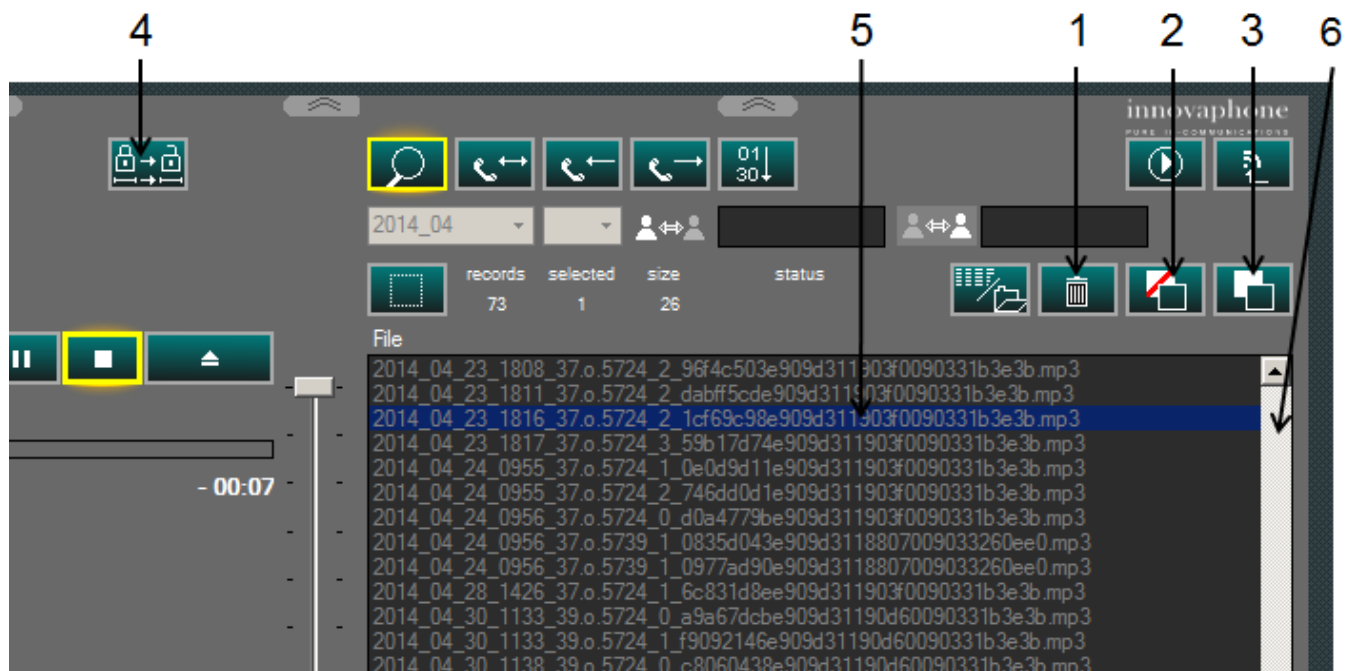 4 5 1 2 3 6
innovaphone
PURE IP-COMMUNICATIONS
01
30
2014_04
records selected size status
73 1 26
File
2014_04_23_1808_37.o.5724_2_96f4c503e909d311903f0090331b3e3b.mp3
2014_04_23_1811_37.o.5724_2_dabff5cde909d311903f0090331b3e3b.mp3
2014_04_23_1816_37.o.5724_2_1cf69c98e909d311903f0090331b3e3b.mp3
2014_04_23_1817_37.o.5724_3_59b17d74e909d311903f0090331b3e3b.mp3
2014_04_24_0955_37.o.5724_1_0e0d9d11e909d311903f0090331b3e3b.mp3
2014_04_24_0955_37.o.5724_2_746dd0d1e909d311903f0090331b3e3b.mp3
- 00:07
2014_04_24_0956_37.o.5724_0_d0a4779be909d311903f0090331b3e3b.mp3
2014_04_24_0956_37.o.5739_1_0835d043e909d3118807009033260ee0.mp3
2014_04_24_0956_37.o.5739_1_0977ad90e909d3118807009033260ee0.mp3
2014_04_28_1426_37.o.5724_1_6c831d8ee909d311903f0090331b3e3b.mp3
2014_04_30_1133_39.o.5724_0_a9a67dcbe909d31190d60090331b3e3b.mp3
2014_04_30_1133_39.o.5724_1_f9092146e909d31190d60090331b3e3b.mp3
2014_04_30_1138_39.o.5724_0_c8060438e909d31190d60090331b3e3b.mp3